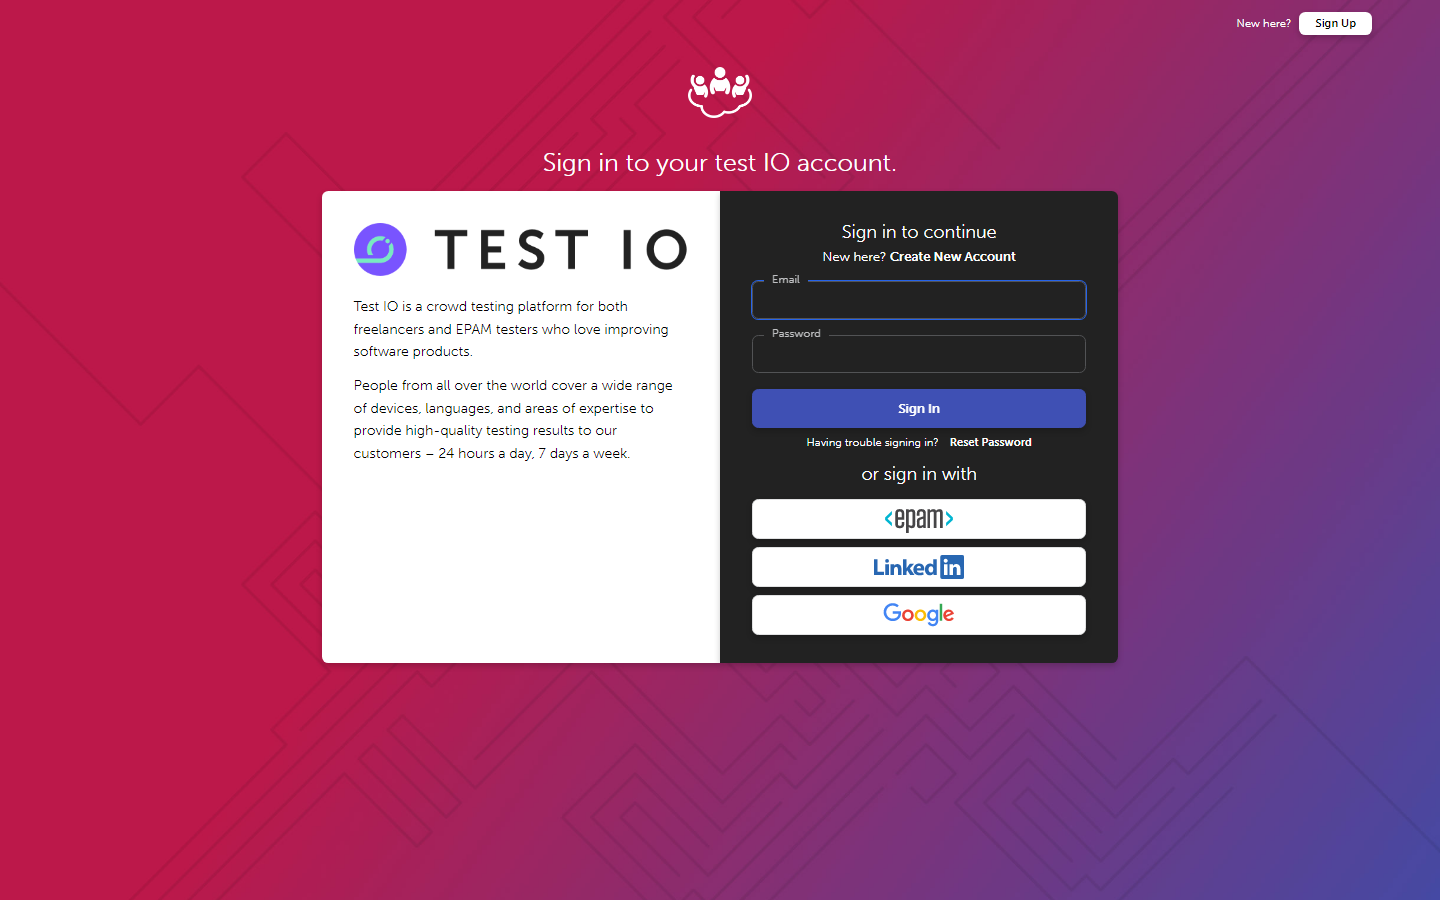 New here? Sign Up
Sign in to your test IO account.
TEST IO
Test IO is a crowd testing platform for both
freelancers and EPAM testers who love improving
software products.
People from all over the world cover a wide range
of devices, languages, and areas of expertise to
provide high-quality testing results to our
customers – 24 hours a day, 7 days a week.
Sign in to continue
New here? Create New Account
Email
Password
Sign In
Having trouble signing in? Reset Password
or sign in with
<epam>
Linked in
Google